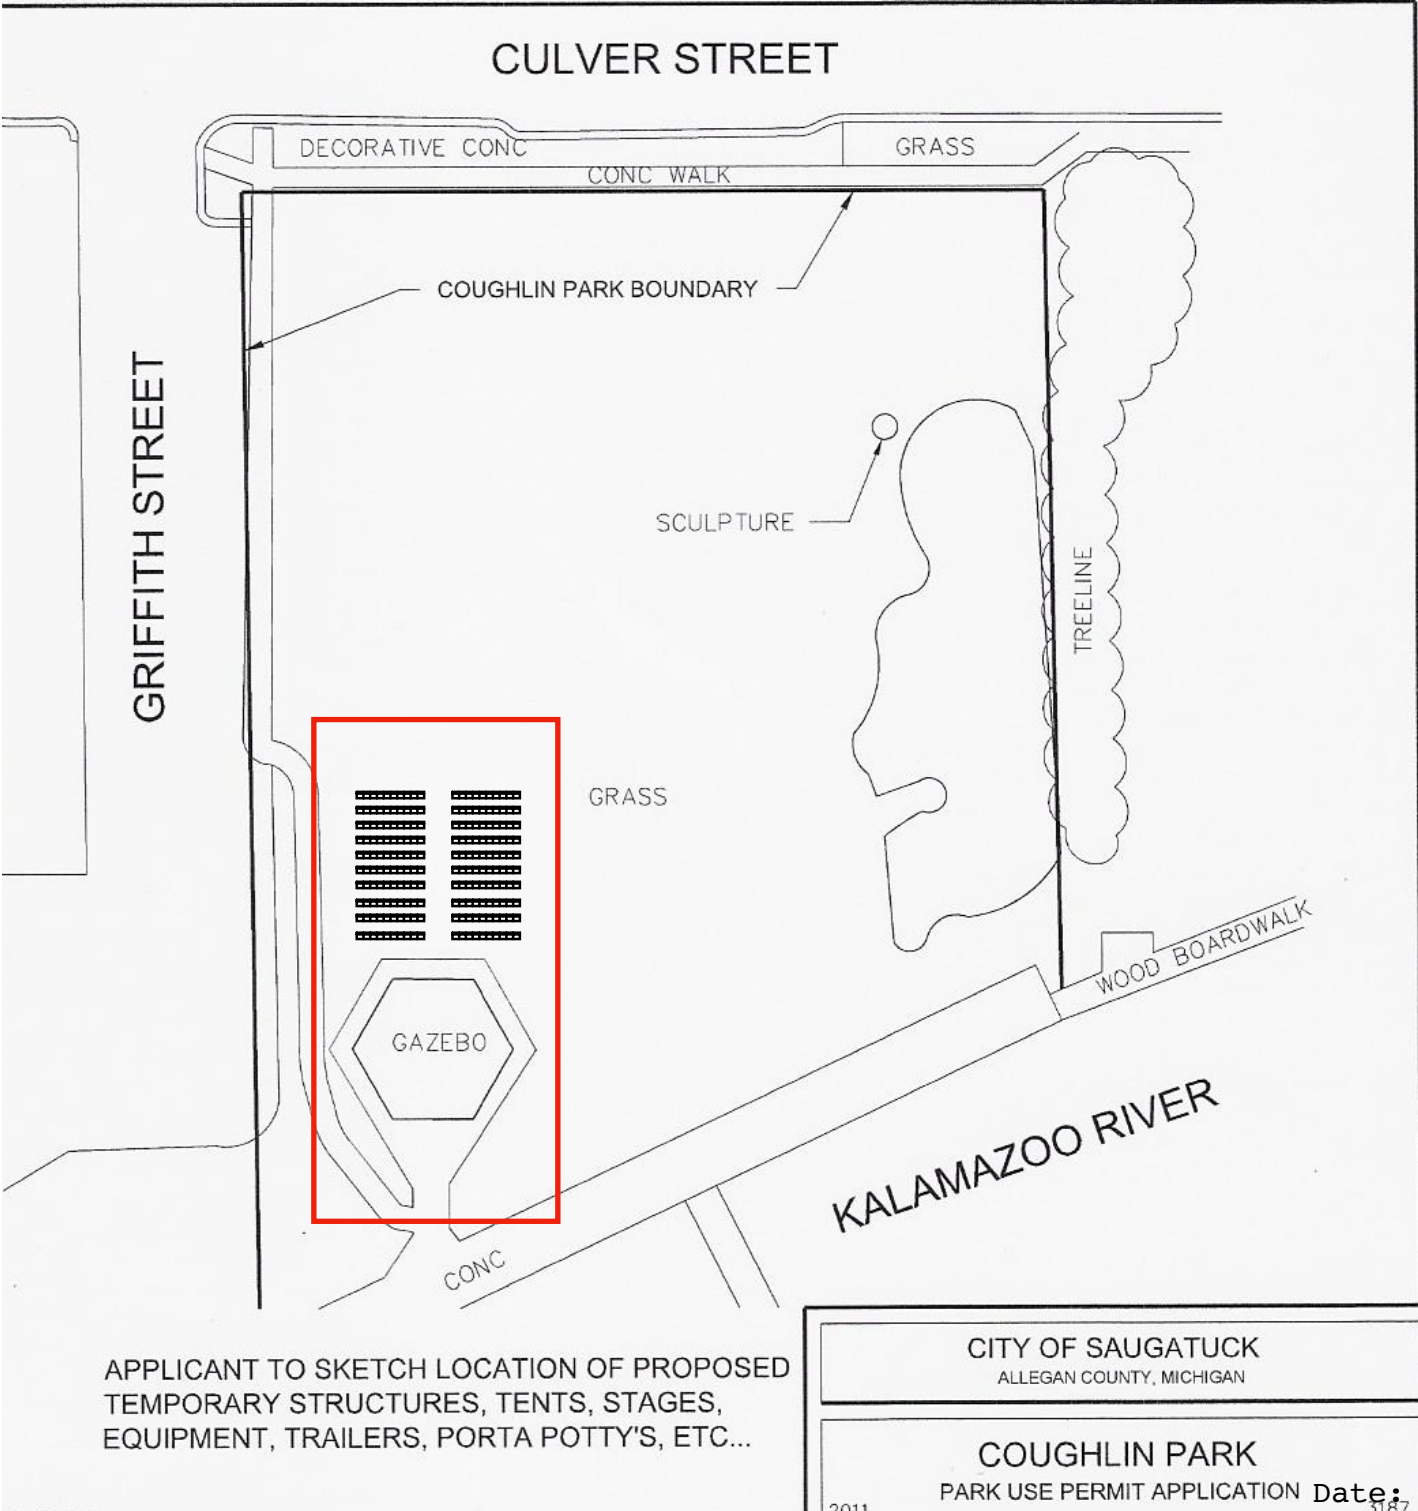 CULVER STREET
DECORATIVE CONC
GRASS
CONC WALK
COUGHLIN PARK BOUNDARY
GRIFFITH STREET
SCULPTURE
TREELINE
GRASS
WOOD BOARDWALK
GAZEBO
KALAMAZOO RIVER
CONC
APPLICANT TO SKETCH LOCATION OF PROPOSED
TEMPORARY STRUCTURES, TENTS, STAGES,
EQUIPMENT, TRAILERS, PORTA POTTY'S, ETC...
CITY OF SAUGATUCK
ALLEGAN COUNTY, MICHIGAN
COUGHLIN PARK
PARK USE PERMIT APPLICATION
Date:
2011